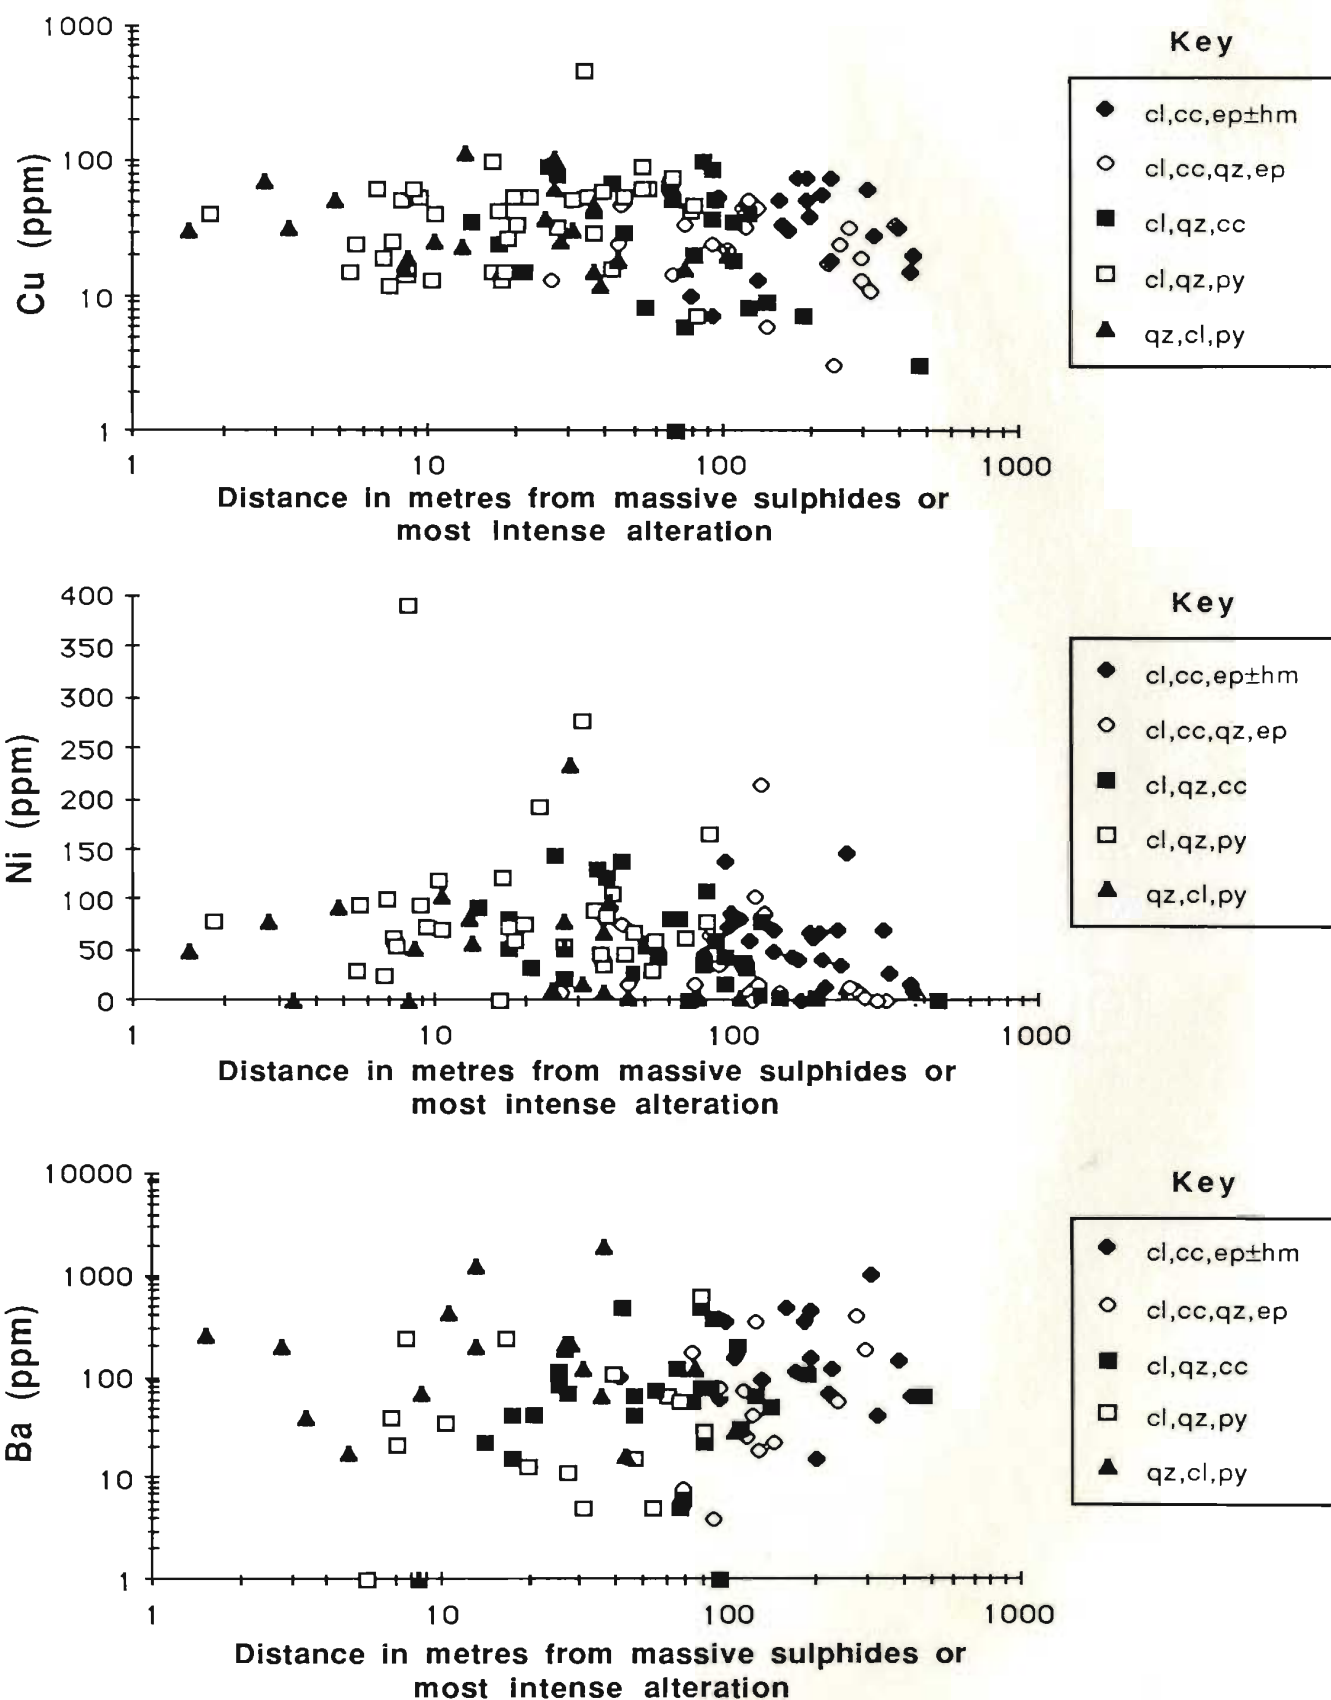 1000
100
10
1
Cu (ppm)
1 10 100 1000
Distance in metres from massive sulphides or
most intense alteration
Key
cl,cc,ep±hm
cl,cc,qz,ep
cl,qz,cc
cl,qz,py
qz,cl,py
400
350
300
250
200
150
100
50
0
Ni (ppm)
1 10 100 1000
Distance in metres from massive sulphides or
most intense alteration
Key
cl,cc,ep±hm
cl,cc,qz,ep
cl,qz,cc
cl,qz,py
qz,cl,py
10000
1000
100
10
1
Ba (ppm)
1 10 100 1000
Distance in metres from massive sulphides or
most intense alteration
Key
cl,cc,ep±hm
cl,cc,qz,ep
cl,qz,cc
cl,qz,py
qz,cl,py